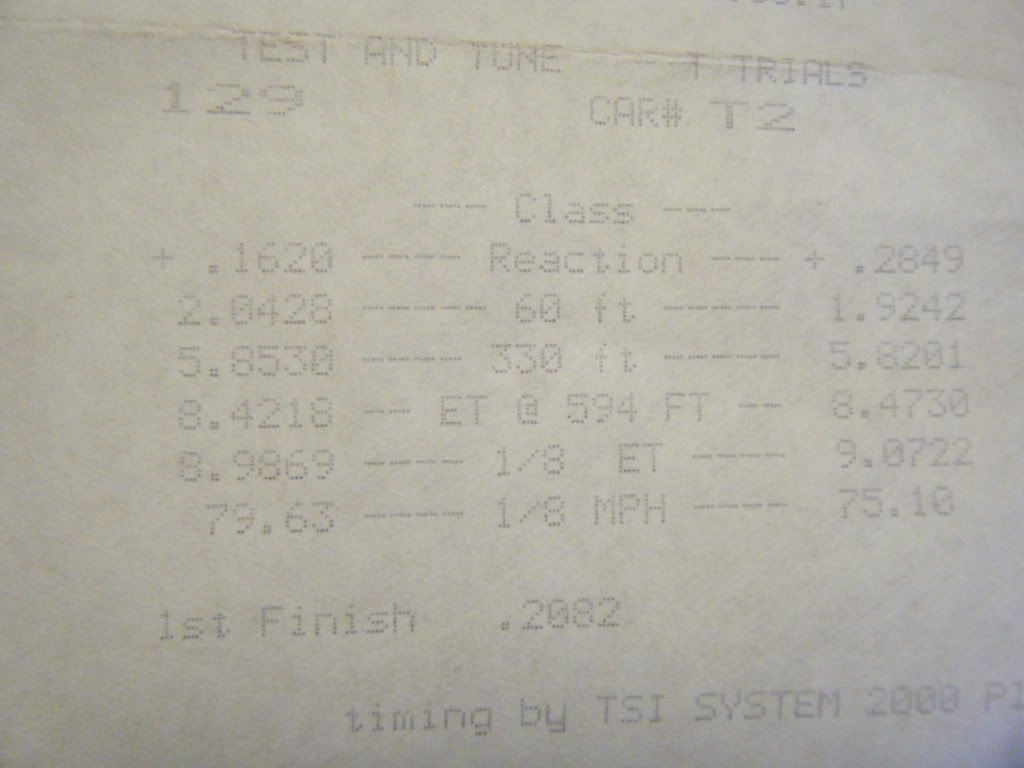 TEST AND TUNE T TRIALS
129 CAR# T2
--- Class ---
+ .1620 ---- Reaction --- + .2849
2.0428 ----- 60 ft ----- 1.9242
5.8530 ---- 330 ft ----- 5.8201
8.4218 -- ET @ 594 FT -- 8.4730
8.9869 ---- 1/8 ET ---- 9.0722
79.63 ---- 1/8 MPH ---- 75.10
1st Finish .2082
timing by TSI SYSTEM 2000